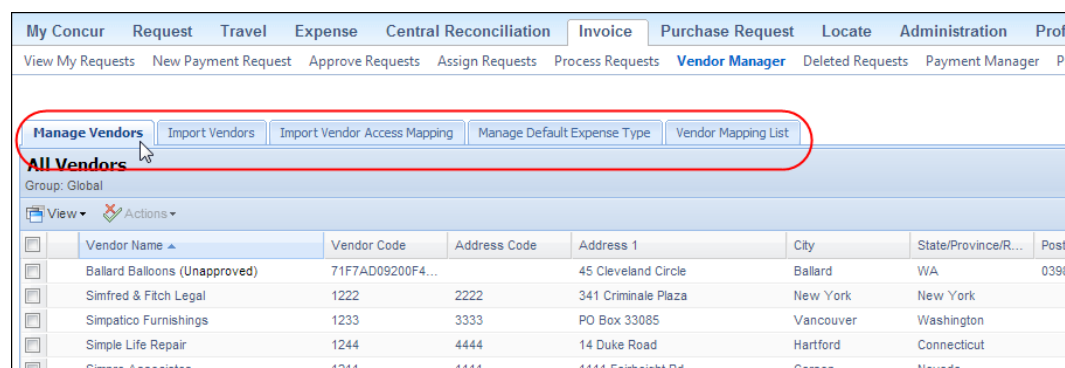 My Concur Request Travel Expense Central Reconciliation Invoice Purchase Request Locate Administration
View My Requests New Payment Request Approve Requests Assign Requests Process Requests Vendor Manager Deleted Requests Payment Manager
Manage Vendors Import Vendors Import Vendor Access Mapping Manage Default Expense Type Vendor Mapping List
All Vendors
Group: Global
View Actions
Vendor Name Vendor Code Address Code Address 1 City State/Province/R...
Ballard Balloons (Unapproved) 71F7AD09200F4... 45 Cleveland Circle Ballard WA
Simfred & Fitch Legal 1222 2222 341 Criminale Plaza New York New York
Simpatico Furnishings 1233 3333 PO Box 33085 Vancouver Washington
Simple Life Repair 1244 4444 14 Duke Road Hartford Connecticut